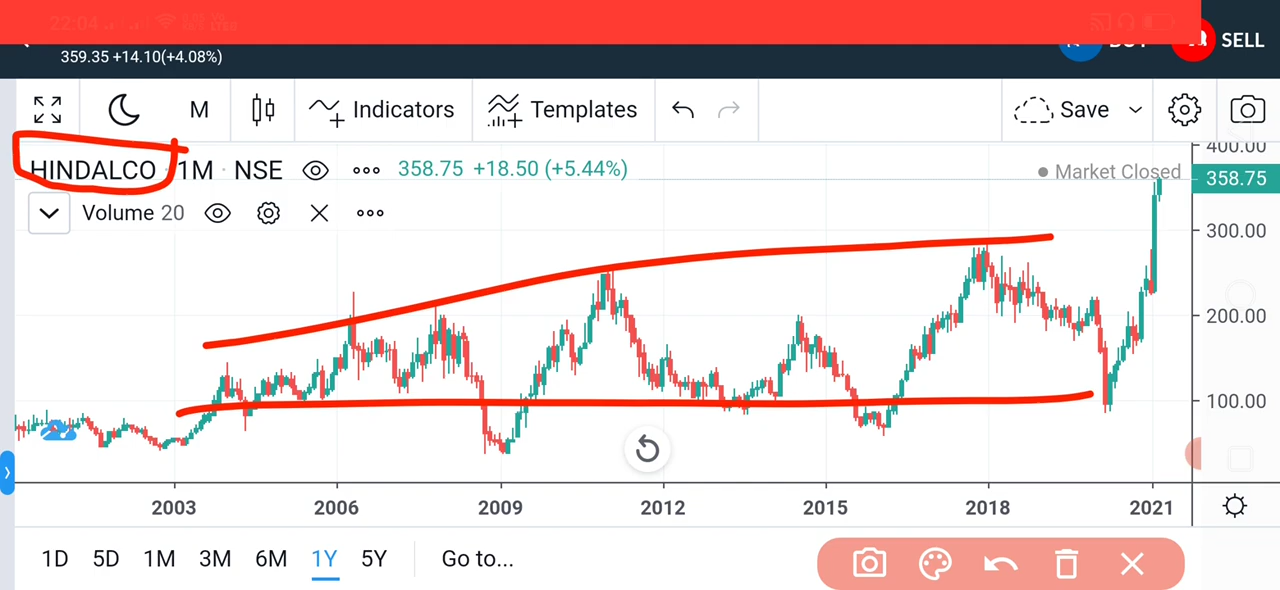 22:04
359.35 +14.10(+4.08%)
SELL
M
Indicators
Templates
Save
HINDALCO · 1M · NSE
358.75 +18.50 (+5.44%)
Market Closed
Volume 20
400.00
358.75
300.00
200.00
100.00
2003 2006 2009 2012 2015 2018 2021
1D 5D 1M 3M 6M 1Y 5Y Go to...